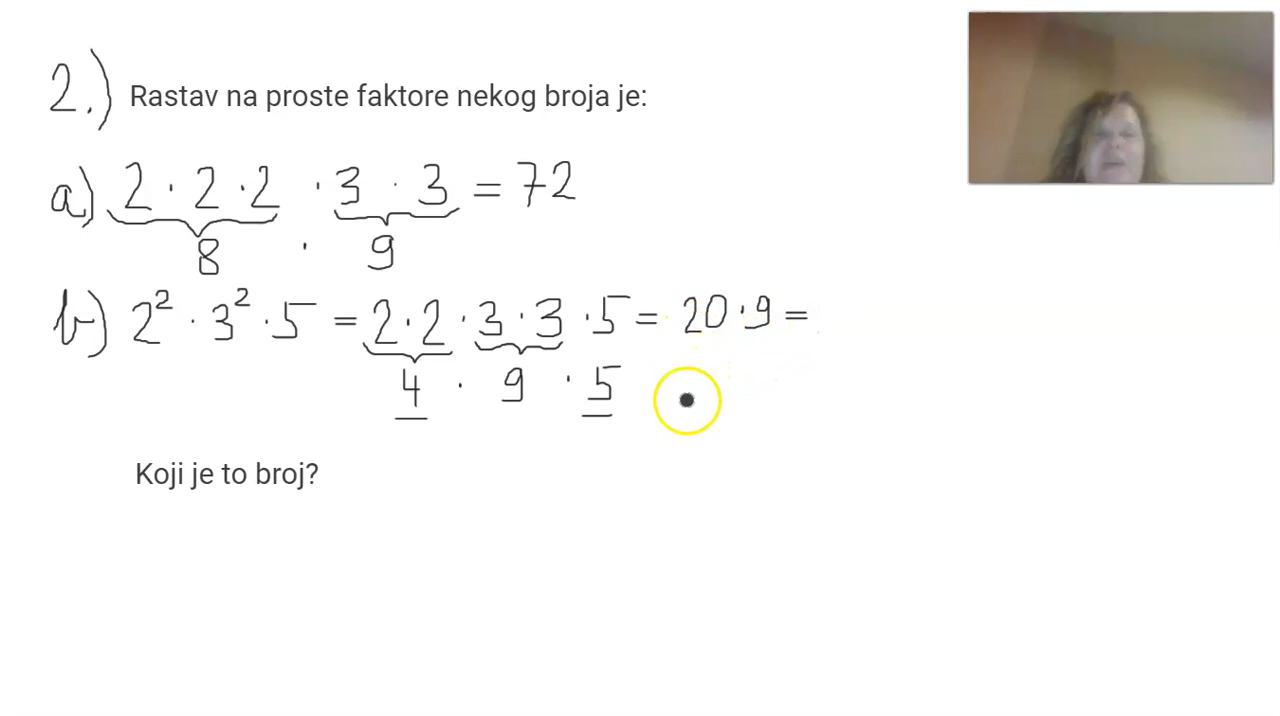 2.) Rastav na proste faktore nekog broja je:
a) 2 · 2 · 2 · 3 · 3 = 72
8 · 9
b) 2² · 3² · 5 = 2 · 2 · 3 · 3 · 5 = 20 · 9 =
4 · 9 · 5
Koji je to broj?